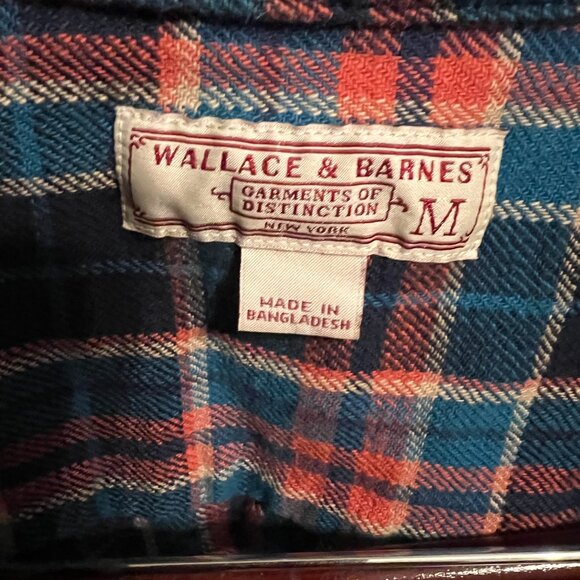 WALLACE & BARNES
GARMENTS OF
DISTINCTION
NEW YORK
M
MADE IN
BANGLADESH